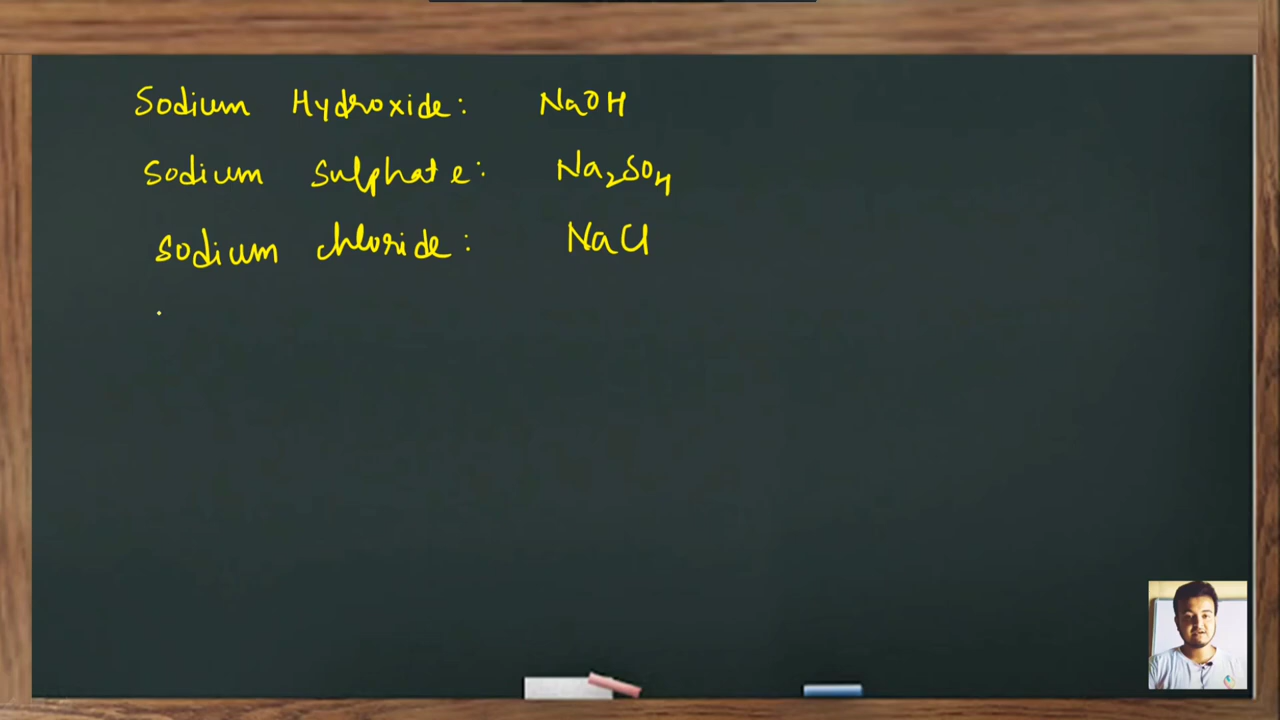 Sodium Hydroxide: NaOH
Sodium Sulphate: Na₂SO₄
Sodium chloride: NaCl